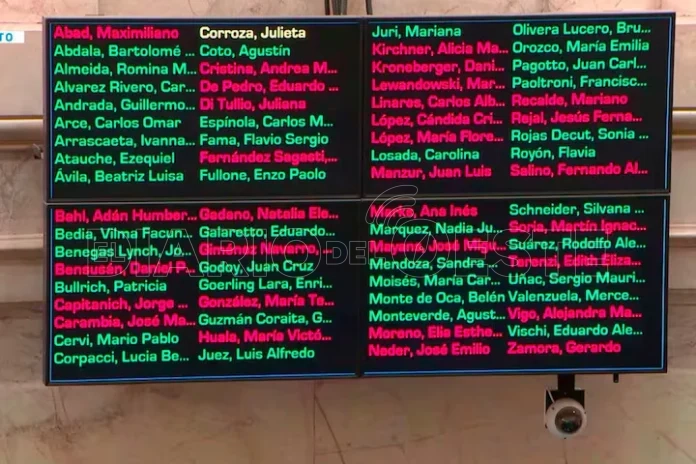 TO
Abad, Maximiliano
Abdala, Bartolomé ...
Almeida, Romina M...
Alvarez Rivero, Car...
Andrada, Guillermo...
Arce, Carlos Omar
Arrascaeta, Ivanna...
Atauche, Ezequiel
Ávila, Beatriz Luisa
Corroza, Julieta
Coto, Agustín
Cristina, Andrea M...
De Pedro, Eduardo ...
Di Tullio, Juliana
Espínola, Carlos M...
Fama, Flavio Sergio
Fernández Sagasti,...
Fullone, Enzo Paolo
Juri, Mariana
Kirchner, Alicia Ma...
Kroneberger, Dani...
Lewandowski, Mar...
Linares, Carlos Alb...
López, Cándida Cri...
López, María Flore...
Losada, Carolina
Manzur, Juan Luis
Olivera Lucero, Bru...
Orozco, María Emilia
Pagotto, Juan Carl...
Paoltroni, Francisc...
Recalde, Mariano
Rejal, Jesús Ferna...
Rojas Decut, Sonia ...
Royón, Flavia
Salino, Fernando Al...
Bahl, Adán Humber...
Bedia, Vilma Facun...
Benegas Lynch, Jo...
Bensusán, Daniel P...
Bullrich, Patricia
Capitanich, Jorge ...
Carambia, José Ma...
Cervi, Mario Pablo
Corpacci, Lucia Be...
Gadano, Natalia Ele...
Galaretto, Eduardo...
Giménez Navarro, ...
Godoy, Juan Cruz
Goerling Lara, Enri...
González, María Te...
Guzmán Coraita, G...
Huala, María Victó...
Juez, Luis Alfredo
Marks, Ana Inés
Márquez, Nadia Ju...
Mayans, José Migu...
Mendoza, Sandra ...
Moisés, María Car...
Monte de Oca, Belén
Monteverde, Agust...
Moreno, Elia Esthe...
Neder, José Emilio
Schneider, Silvana ...
Soria, Martín Ignac...
Suárez, Rodolfo Ale...
Terenzi, Edith Eliza...
Uñac, Sergio Mauri...
Valenzuela, Merce...
Vigo, Alejandra Ma...
Vischi, Eduardo Ale...
Zamora, Gerardo
EL DIARIO DEL OESTE